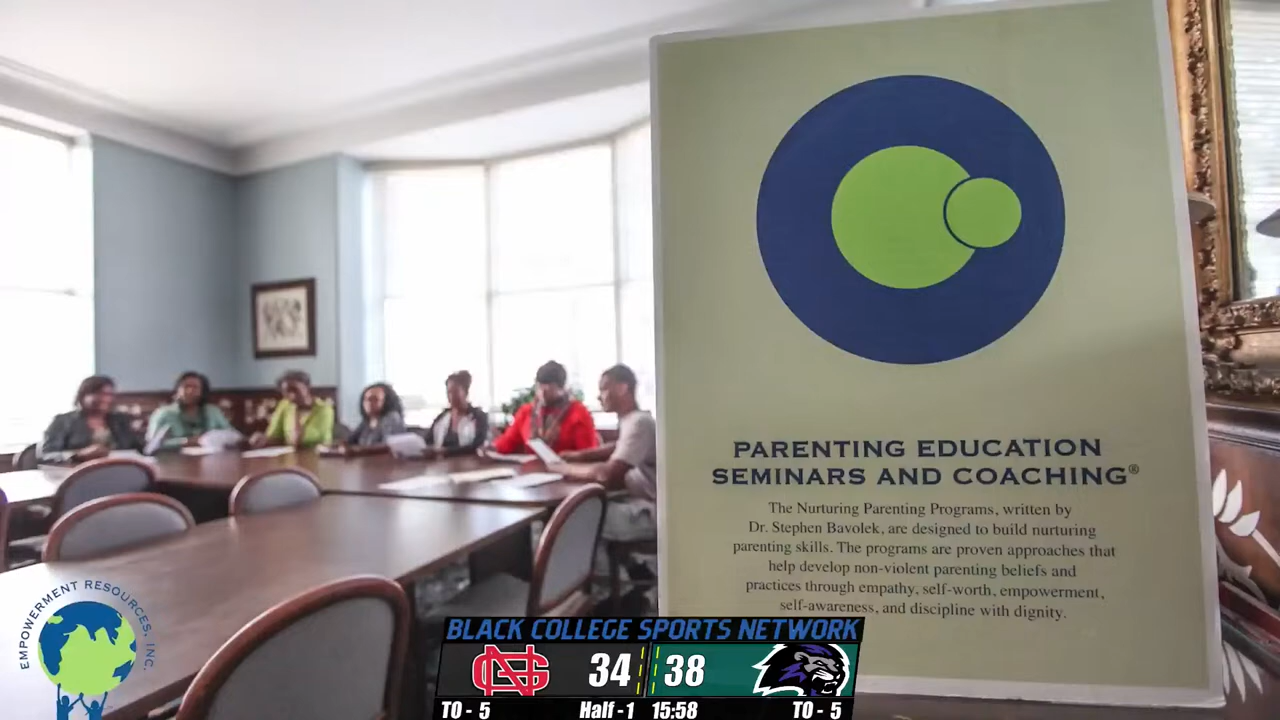 PARENTING EDUCATION
SEMINARS AND COACHING®
The Nurturing Parenting Programs, written by
Dr. Stephen Bavolek, are designed to build nurturing
parenting skills. The programs are proven approaches that
help develop non-violent parenting beliefs and
practices through empathy, self-worth, empowerment,
self-awareness, and discipline with dignity.
EMPOWERMENT RESOURCES, INC.
BLACK COLLEGE SPORTS NETWORK
NG 34 38
TO - 5 Half - 1 15:58 TO - 5